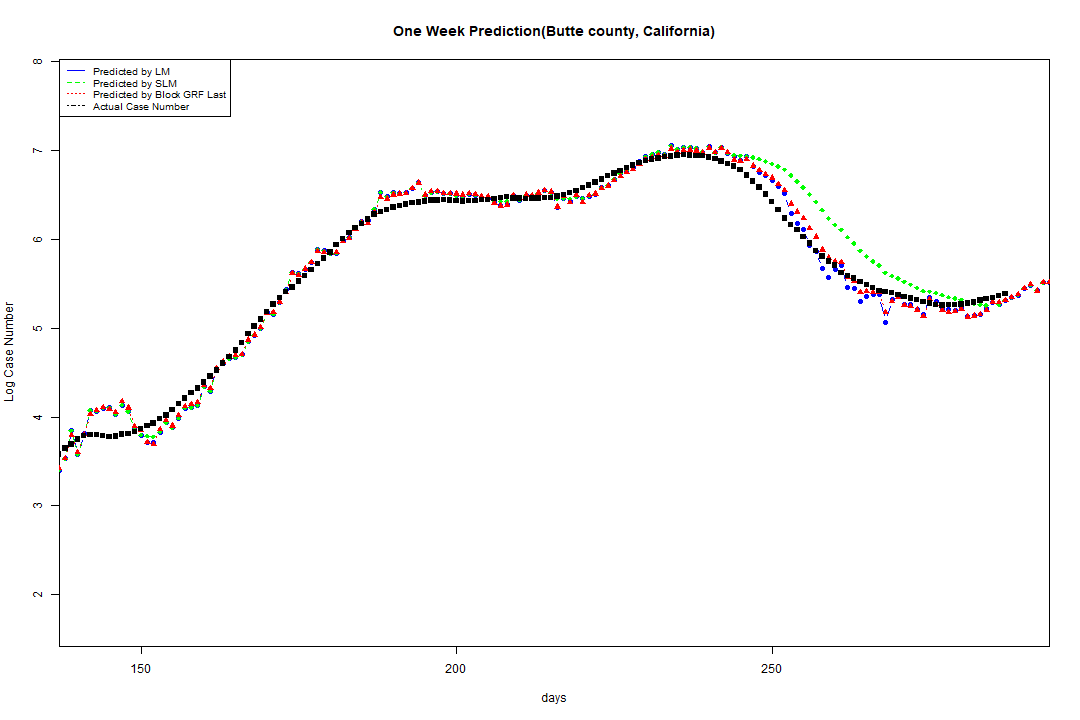 One Week Prediction(Butte county, California)
Predicted by LM
Predicted by SLM
Predicted by Block GRF Last
Actual Case Number
8
7
6
5
4
3
2
Log Case Number
150
200
250
days